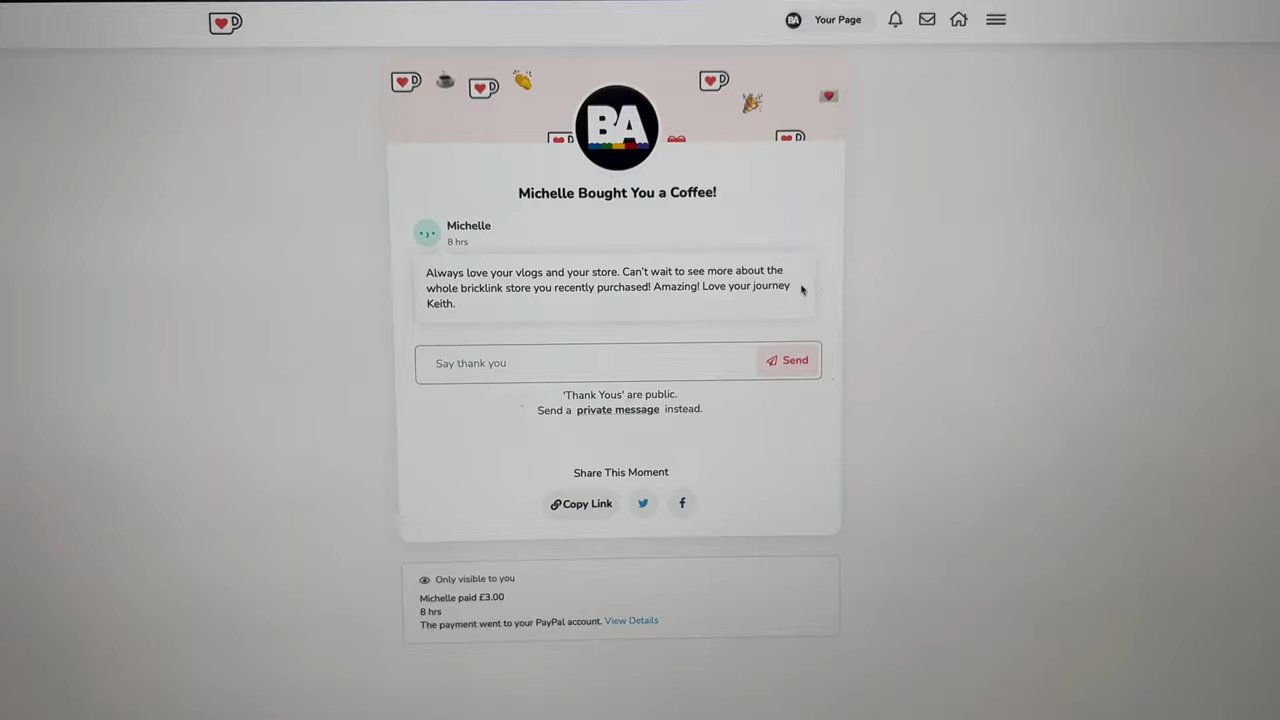 Your Page
BA
Michelle Bought You a Coffee!
Michelle
8 hrs
Always love your vlogs and your store. Can't wait to see more about the
whole bricklink store you recently purchased! Amazing! Love your journey
Keith.
Say thank you
Send
'Thank Yous' are public.
Send a private message instead.
Share This Moment
Copy Link
Only visible to you
Michelle paid £3.00
8 hrs
The payment went to your PayPal account. View Details